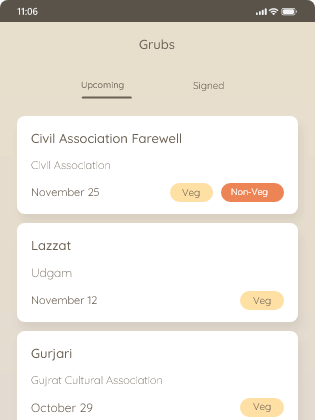 11:06
Grubs
Upcoming Signed
Civil Association Farewell
Civil Association
November 25 Veg Non-Veg
Lazzat
Udgam
November 12 Veg
Gurjari
Gujrat Cultural Association
October 29 Veg